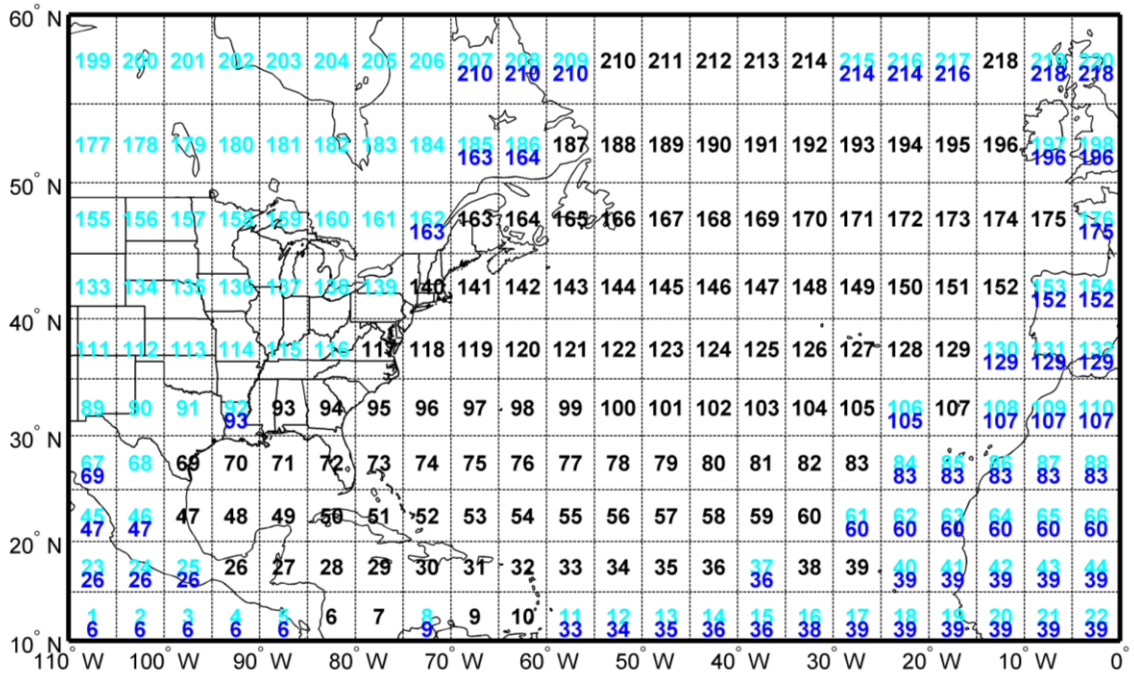 60° N
199 200 201 202 203 204 205 206 207 208 209 210 211 212 213 214 215 216 217 218 219 220
210 210 210 214 214 216 218 218
177 178 179 180 181 182 183 184 185 186 187 188 189 190 191 192 193 194 195 196 197 198
163 164 196 196
50° N
155 156 157 158 159 160 161 162 163 164 165 166 167 168 169 170 171 172 173 174 175 176
163 175
133 134 135 136 137 138 139 140 141 142 143 144 145 146 147 148 149 150 151 152 153 154
152 152
40° N
111 112 113 114 115 116 117 118 119 120 121 122 123 124 125 126 127 128 129 130 131 132
129 129 129
89 90 91 92 93 94 95 96 97 98 99 100 101 102 103 104 105 106 107 108 109 110
93 105 107 107 107
30° N
67 68 69 70 71 72 73 74 75 76 77 78 79 80 81 82 83 84 85 86 87 88
69 83 83 83 83 83
45 46 47 48 49 50 51 52 53 54 55 56 57 58 59 60 61 62 63 64 65 66
47 47 60 60 60 60 60 60
20° N
23 24 25 26 27 28 29 30 31 32 33 34 35 36 37 38 39 40 41 42 43 44
26 26 26 36 39 39 39 39 39
1 2 3 4 5 6 7 8 9 10 11 12 13 14 15 16 17 18 19 20 21 22
6 6 6 6 6 9 33 34 35 36 36 38 39 39 39 39 39 39
10° N
110° W 100° W 90° W 80° W 70° W 60° W 50° W 40° W 30° W 20° W 10° W 0°